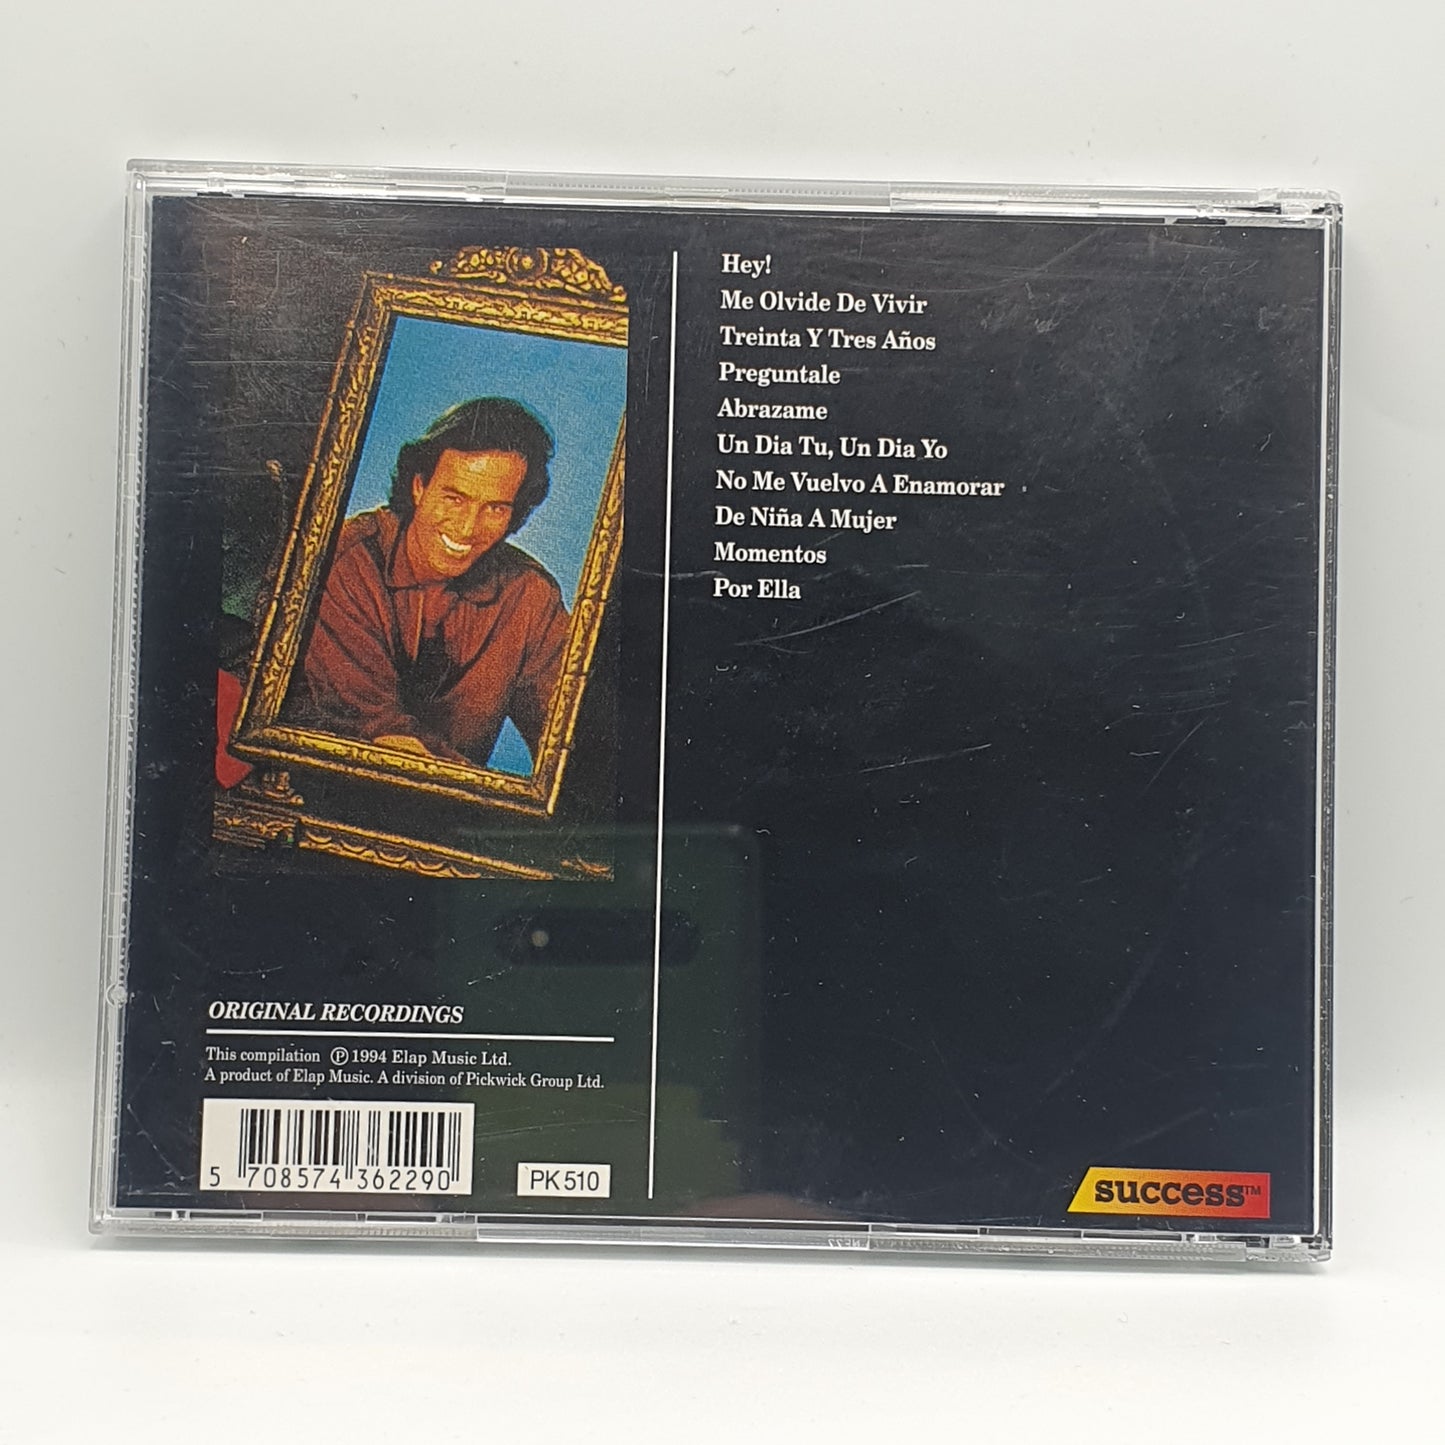 Hey!
Me Olvide De Vivir
Treinta Y Tres Años
Preguntale
Abrazame
Un Dia Tu, Un Dia Yo
No Me Vuelvo A Enamorar
De Niña A Mujer
Momentos
Por Ella
ORIGINAL RECORDINGS
This compilation Ⓟ 1994 Elap Music Ltd.
A product of Elap Music. A division of Pickwick Group Ltd.
5 708574 362290
PK 510
success™